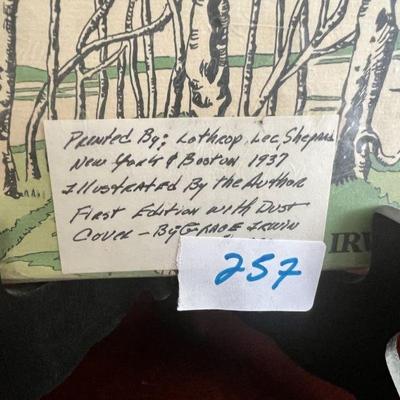 Printed By; Lothrop, Lee, Shepard
New York & Boston 1937
Illustrated By the Author
First Edition with Dust
Cover - By GRACE IRWIN
257
IRW